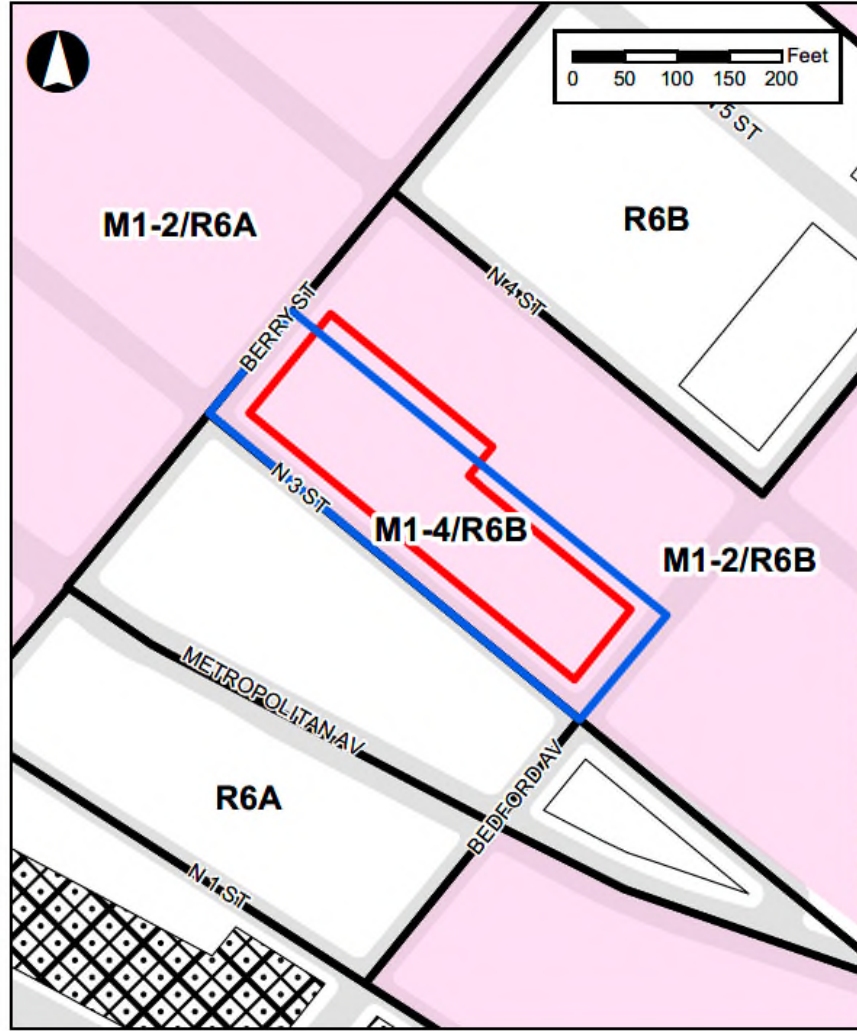 Feet
0 50 100 150 200
5 ST
M1-2/R6A
R6B
N 4 ST
BERRY ST
N 3 ST
M1-4/R6B
M1-2/R6B
METROPOLITAN AV
BEDFORD AV
R6A
N 1 ST